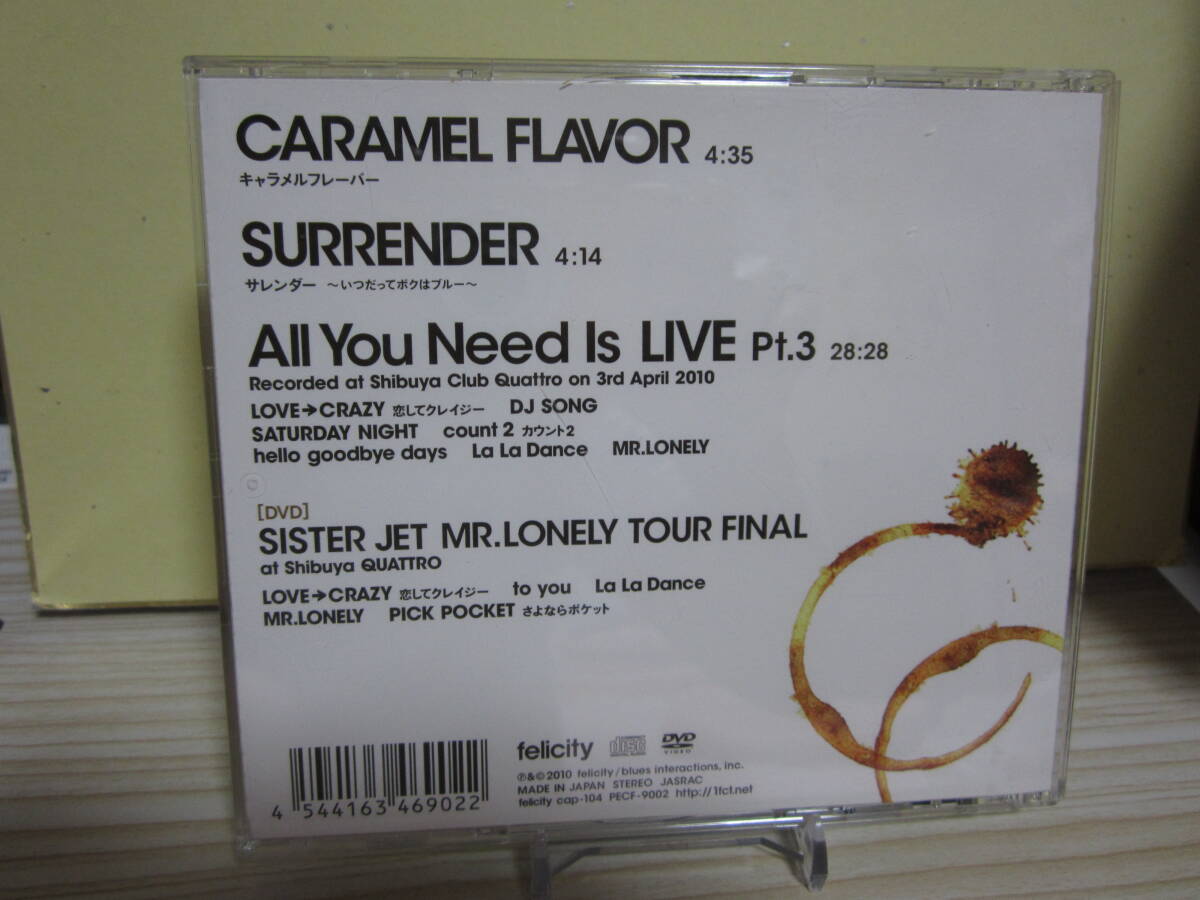 CARAMEL FLAVOR 4:35
キャラメルフレーバー
SURRENDER 4:14
サレンダー ～いつだってボクはブルー～
All You Need Is LIVE Pt.3 28:28
Recorded at Shibuya Club Quattro on 3rd April 2010
LOVE→CRAZY 恋してクレイジー DJ SONG
SATURDAY NIGHT count 2 カウント2
hello goodbye days La La Dance MR.LONELY
[DVD]
SISTER JET MR.LONELY TOUR FINAL
at Shibuya QUATTRO
LOVE→CRAZY 恋してクレイジー to you La La Dance
MR.LONELY PICK POCKET さよならポケット
felicity disc DVD VIDEO
℗&© 2010 felicity/blues interactions, inc.
MADE IN JAPAN STEREO JASRAC
felicity cap-104 PECF-9002 http://1fct.net
4 544163 469022